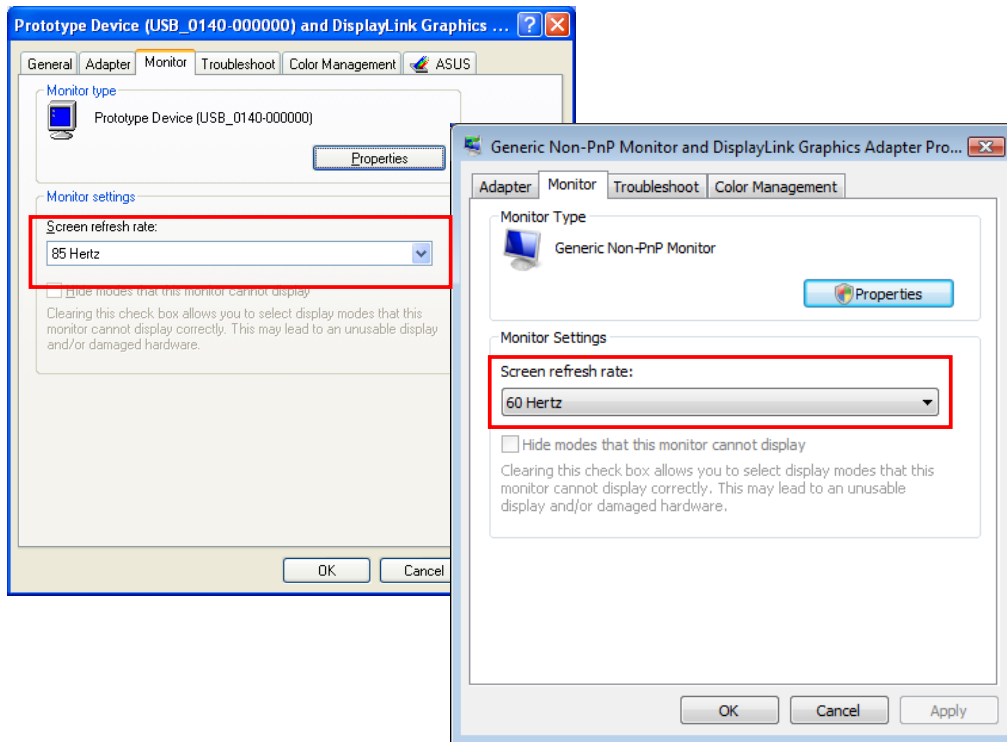 Prototype Device (USB_0140-000000) and DisplayLink Graphics ...
General Adapter Monitor Troubleshoot Color Management ASUS
Monitor type
Prototype Device (USB_0140-000000)
Properties
Monitor settings
Screen refresh rate:
85 Hertz
Hide modes that this monitor cannot display
Clearing this check box allows you to select display modes that this
monitor cannot display correctly. This may lead to an unusable display
and/or damaged hardware.
OK Cancel
Generic Non-PnP Monitor and DisplayLink Graphics Adapter Pro...
Adapter Monitor Troubleshoot Color Management
Monitor Type
Generic Non-PnP Monitor
Properties
Monitor Settings
Screen refresh rate:
60 Hertz
Hide modes that this monitor cannot display
Clearing this check box allows you to select display modes that this
monitor cannot display correctly. This may lead to an unusable
display and/or damaged hardware.
OK Cancel Apply